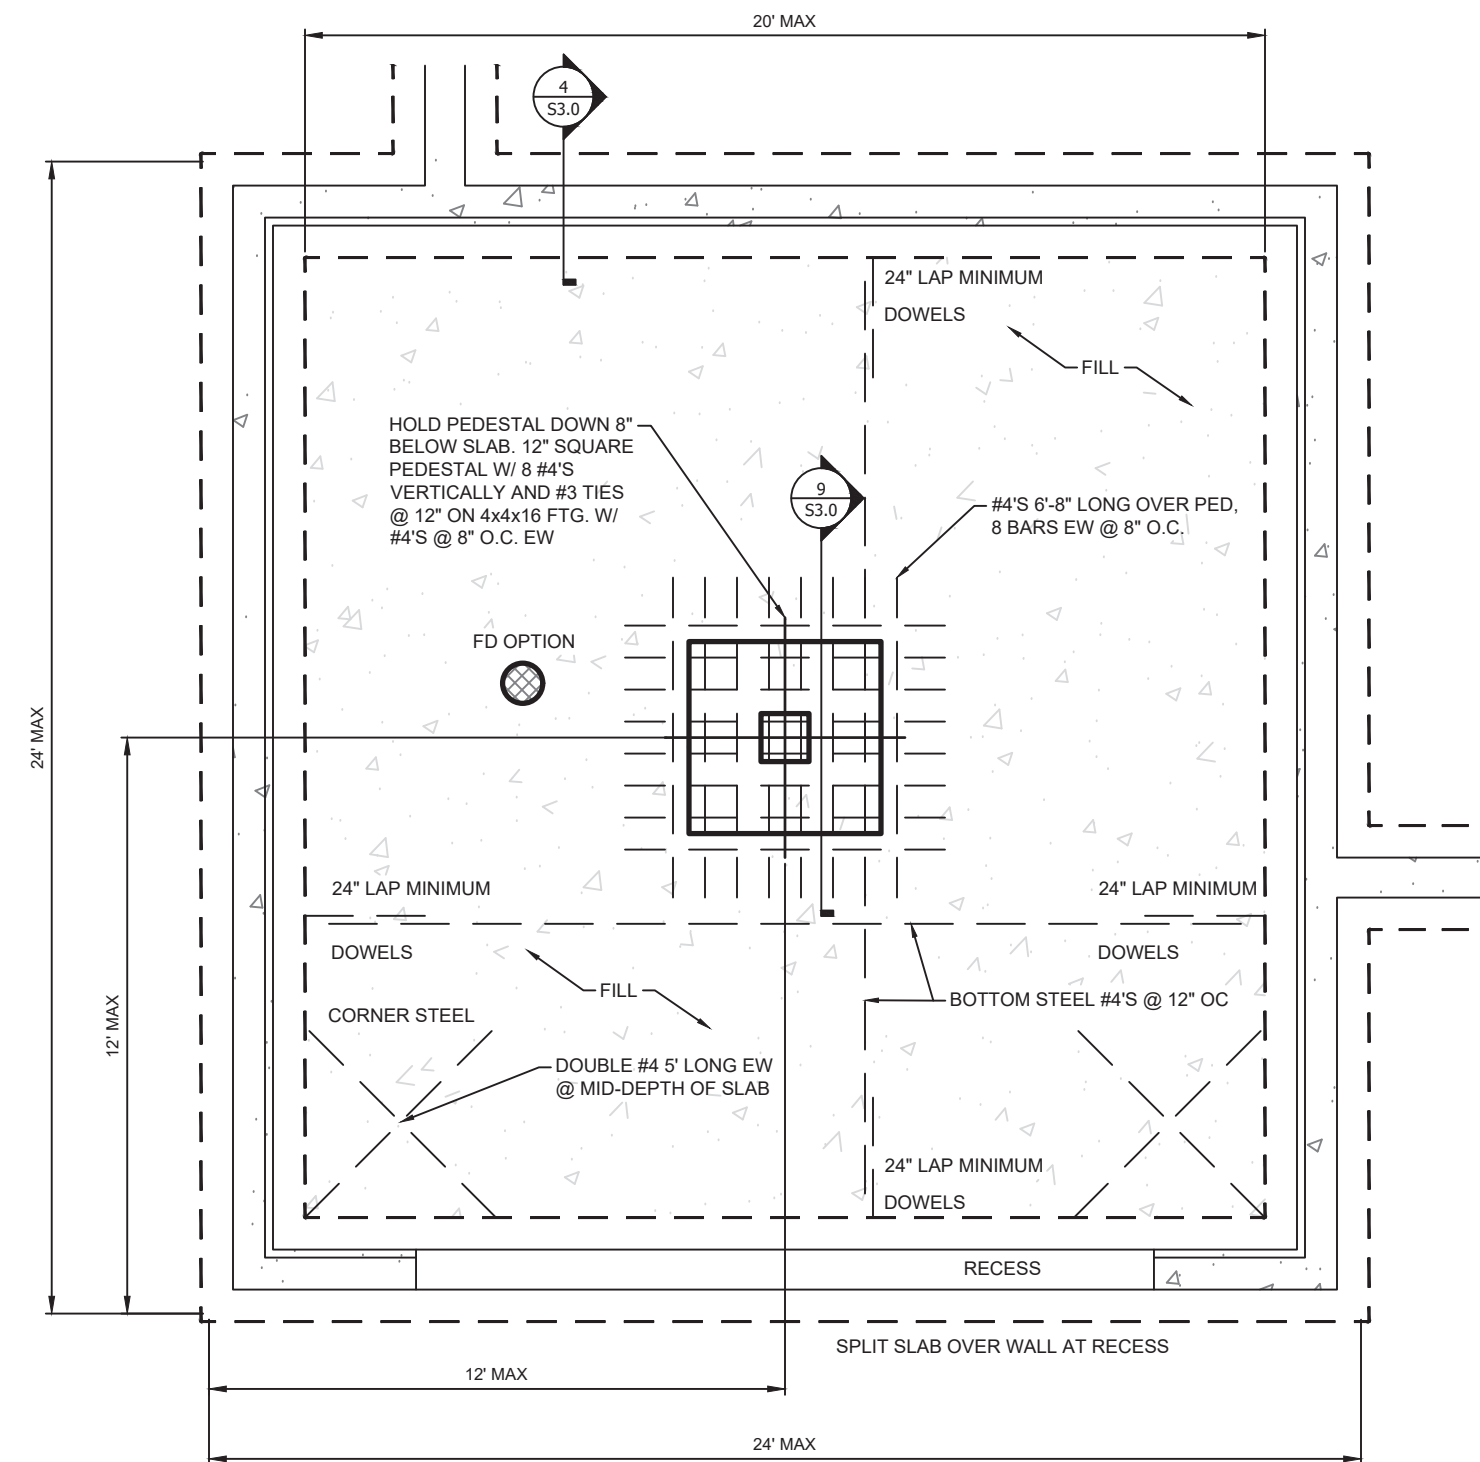 20' MAX
4
S3.0
24" LAP MINIMUM
DOWELS
FILL
HOLD PEDESTAL DOWN 8"
BELOW SLAB. 12" SQUARE
PEDESTAL W/ 8 #4'S
VERTICALLY AND #3 TIES
@ 12" ON 4x4x16 FTG. W/
#4'S @ 8" O.C. EW
9
S3.0
#4'S 6'-8" LONG OVER PED,
8 BARS EW @ 8" O.C.
FD OPTION
24' MAX
24" LAP MINIMUM
24" LAP MINIMUM
DOWELS
DOWELS
FILL
BOTTOM STEEL #4'S @ 12" OC
CORNER STEEL
12' MAX
DOUBLE #4 5' LONG EW
@ MID-DEPTH OF SLAB
24" LAP MINIMUM
DOWELS
RECESS
SPLIT SLAB OVER WALL AT RECESS
12' MAX
24' MAX